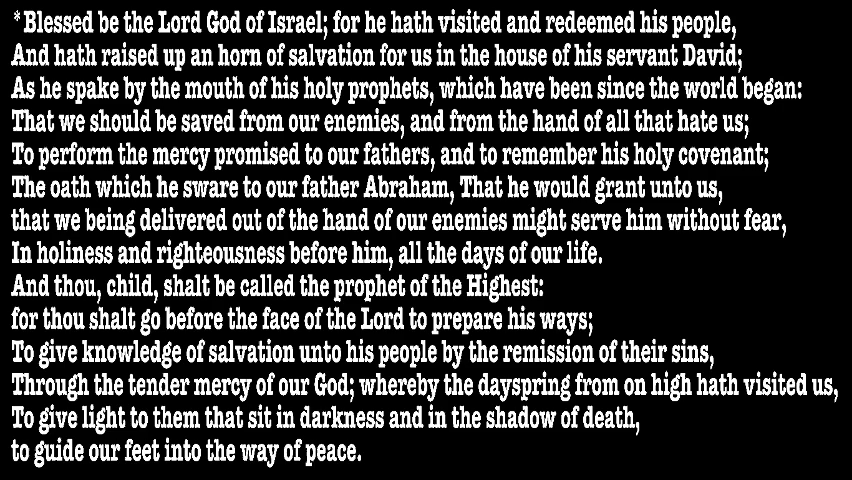 *Blessed be the Lord God of Israel; for he hath visited and redeemed his people,
And hath raised up an horn of salvation for us in the house of his servant David;
As he spake by the mouth of his holy prophets, which have been since the world began:
That we should be saved from our enemies, and from the hand of all that hate us;
To perform the mercy promised to our fathers, and to remember his holy covenant;
The oath which he sware to our father Abraham, That he would grant unto us,
that we being delivered out of the hand of our enemies might serve him without fear,
In holiness and righteousness before him, all the days of our life.
And thou, child, shalt be called the prophet of the Highest:
for thou shalt go before the face of the Lord to prepare his ways;
To give knowledge of salvation unto his people by the remission of their sins,
Through the tender mercy of our God; whereby the dayspring from on high hath visited us,
To give light to them that sit in darkness and in the shadow of death,
to guide our feet into the way of peace.